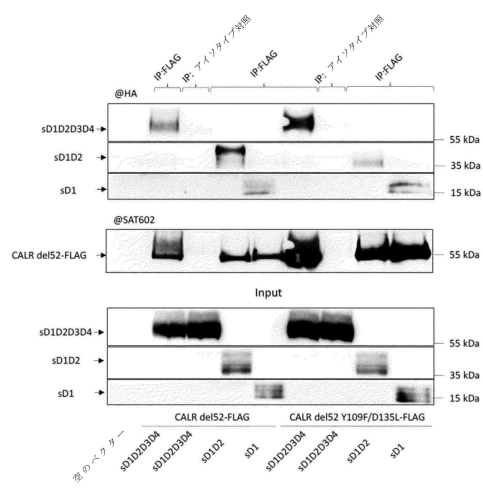 IP:FLAG
IP: アイソタイプ対照
IP:FLAG
IP: アイソタイプ対照
IP:FLAG
@HA
sD1D2D3D4
55 kDa
sD1D2
35 kDa
sD1
15 kDa
@SAT602
CALR del52-FLAG
55 kDa
Input
sD1D2D3D4
55 kDa
sD1D2
35 kDa
sD1
15 kDa
CALR del52-FLAG
CALR del52 Y109F/D135L-FLAG
空のベクター
sD1D2D3D4
sD1D2D3D4
sD1D2
sD1
sD1D2D3D4
sD1D2D3D4
sD1D2
sD1